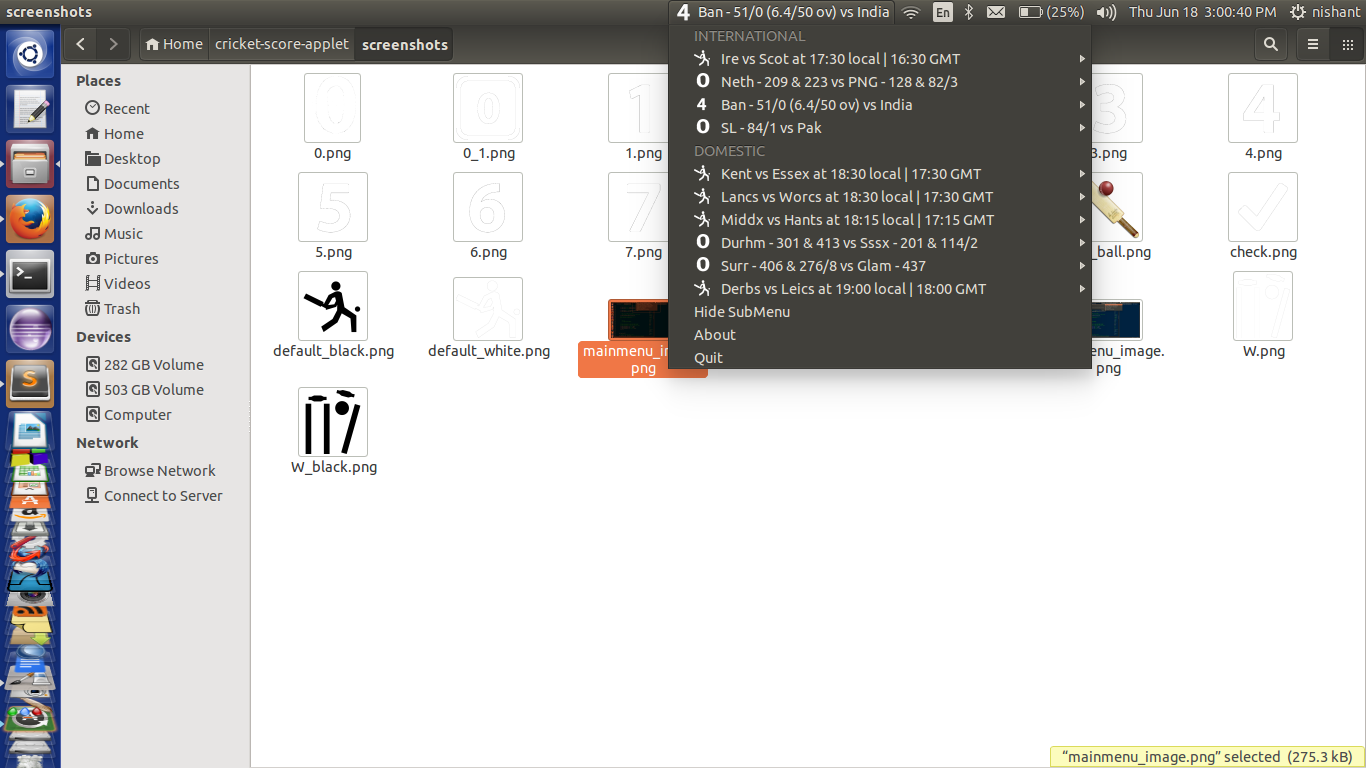 screenshots
4 Ban - 51/0 (6.4/50 ov) vs India
En
(25%)
Thu Jun 18 3:00:40 PM
nishant
Home
cricket-score-applet
screenshots
Places
Recent
Home
Desktop
Documents
Downloads
Music
Pictures
Videos
Trash
Devices
282 GB Volume
503 GB Volume
Computer
Network
Browse Network
Connect to Server
INTERNATIONAL
Ire vs Scot at 17:30 local | 16:30 GMT
0 Neth - 209 & 223 vs PNG - 128 & 82/3
4 Ban - 51/0 (6.4/50 ov) vs India
0 SL - 84/1 vs Pak
DOMESTIC
Kent vs Essex at 18:30 local | 17:30 GMT
Lancs vs Worcs at 18:30 local | 17:30 GMT
Middx vs Hants at 18:15 local | 17:15 GMT
0 Durhm - 301 & 413 vs Sssx - 201 & 114/2
0 Surr - 406 & 276/8 vs Glam - 437
Derbs vs Leics at 19:00 local | 18:00 GMT
Hide SubMenu
About
Quit
0 0 1 3 4
0.png
0_1.png
1.png
3.png
4.png
5 6 7
5.png
6.png
7.png
_ball.png
check.png
default_black.png
default_white.png
mainmenu_i
png
nu_image.
png
W.png
W_black.png
“mainmenu_image.png” selected (275.3 kB)